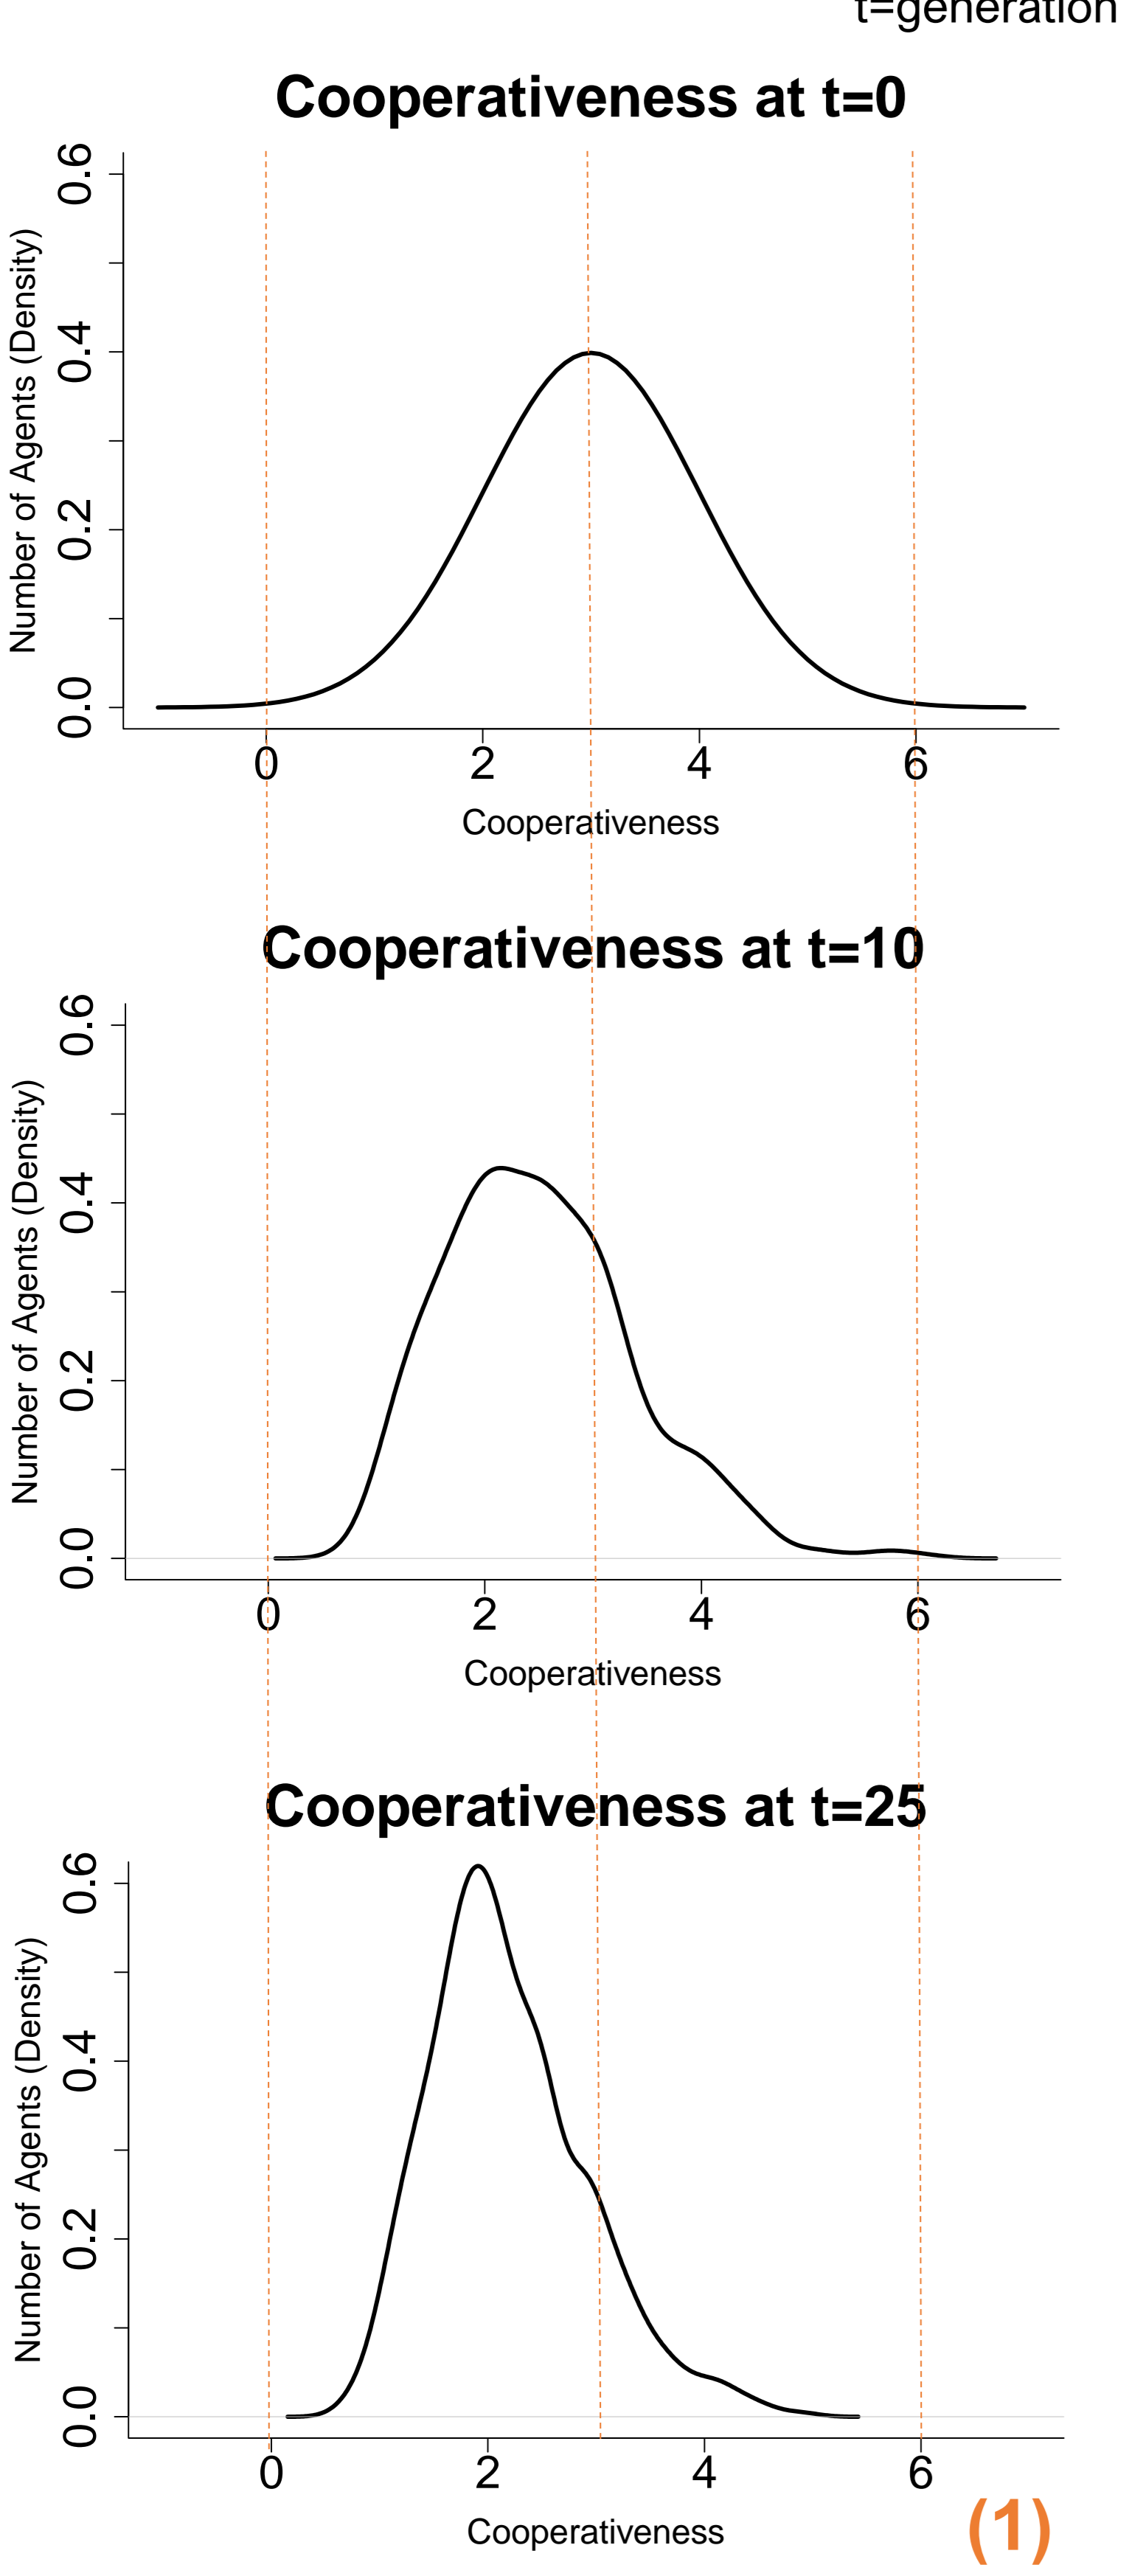 t=generation
Cooperativeness at t=0
Number of Agents (Density)
0.6
0.4
0.2
0.0
0 2 4 6
Cooperativeness
Cooperativeness at t=10
Number of Agents (Density)
0.6
0.4
0.2
0.0
0 2 4 6
Cooperativeness
Cooperativeness at t=25
Number of Agents (Density)
0.6
0.4
0.2
0.0
0 2 4 6
Cooperativeness
(1)